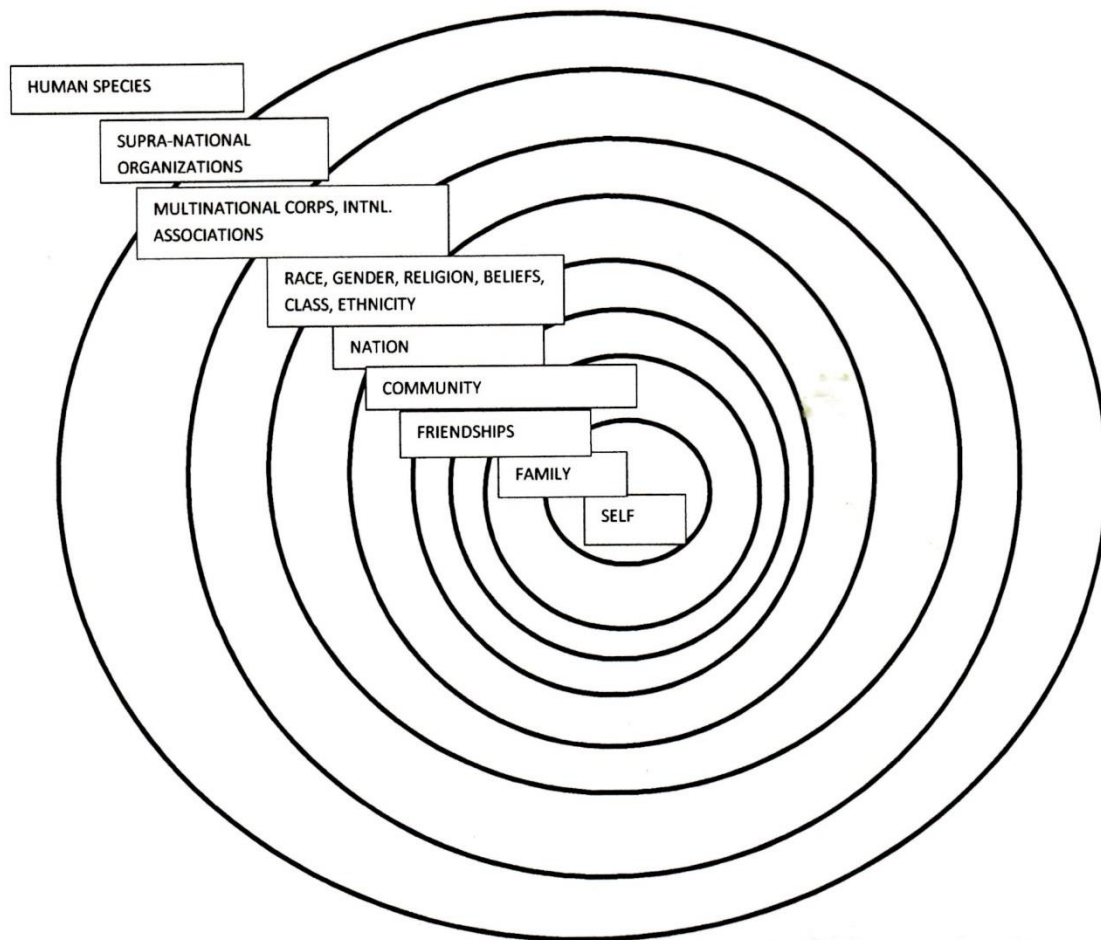 HUMAN SPECIES
SUPRA-NATIONAL
ORGANIZATIONS
MULTINATIONAL CORPS, INTNL.
ASSOCIATIONS
RACE, GENDER, RELIGION, BELIEFS,
CLASS, ETHNICITY
NATION
COMMUNITY
FRIENDSHIPS
FAMILY
SELF